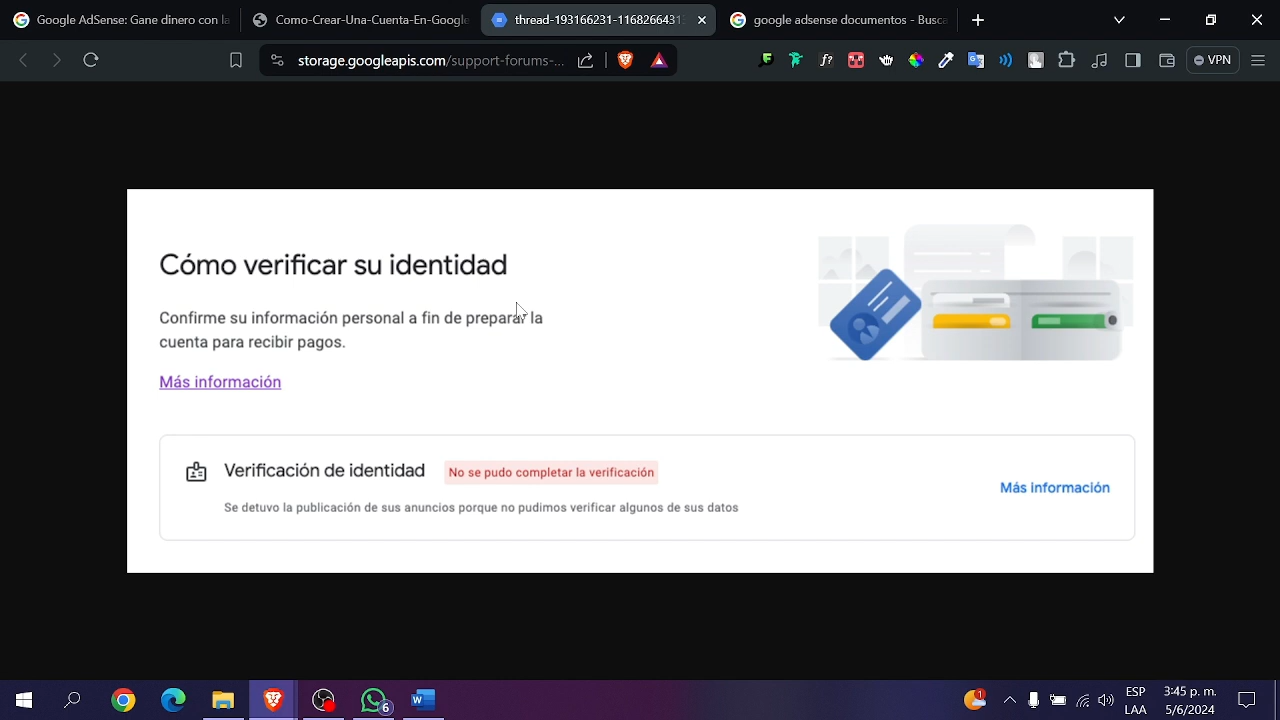 Google AdSense: Gane dinero con la
Como-Crear-Una-Cuenta-En-Google
thread-193166231-1168266431
google adsense documentos - Busca
storage.googleapis.com/support-forums-...
VPN
Cómo verificar su identidad
Confirme su información personal a fin de preparar la
cuenta para recibir pagos.
Más información
Verificación de identidad
No se pudo completar la verificación
Se detuvo la publicación de sus anuncios porque no pudimos verificar algunos de sus datos
Más información
6
1
ESP
LAA
3:45 p. m.
5/6/2024